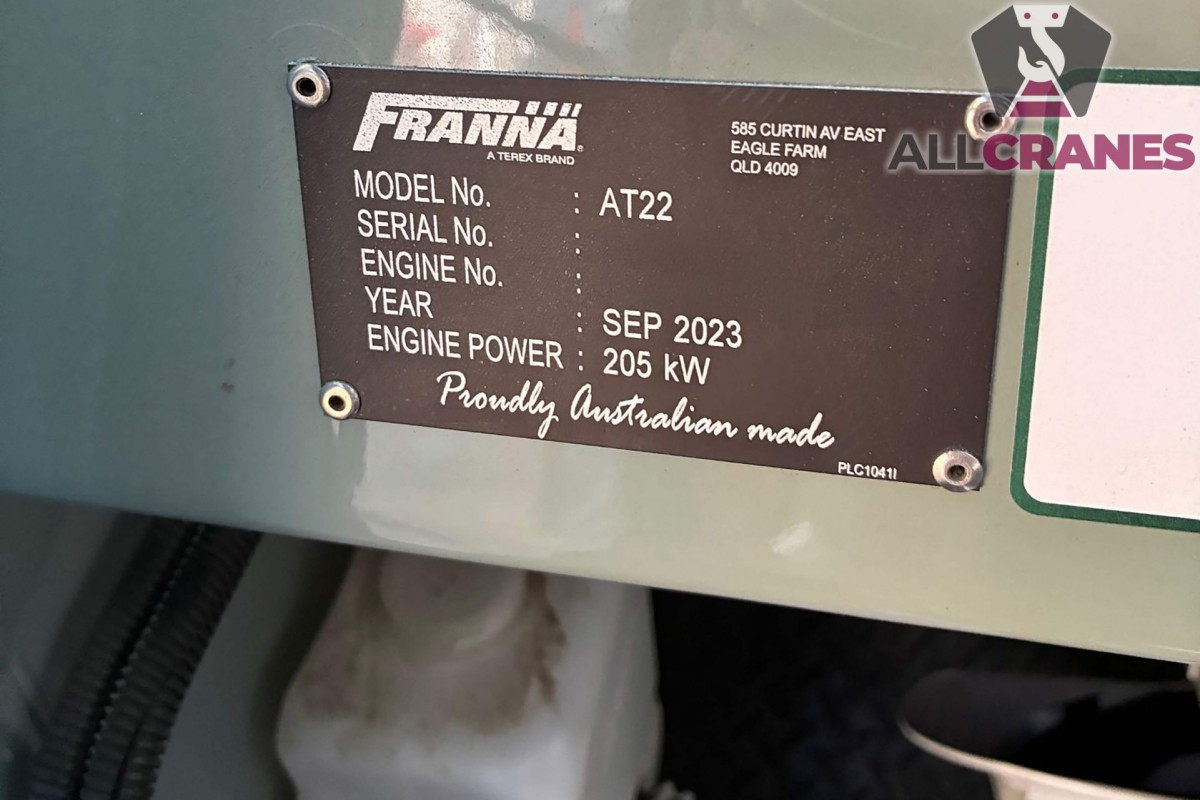 FRANNA®
A TEREX BRAND
585 CURTIN AV EAST
EAGLE FARM
QLD 4009
MODEL No. : AT22
SERIAL No. :
ENGINE No. :
YEAR : SEP 2023
ENGINE POWER : 205 kW
Proudly Australian made
PLC1041I
ALLCRANES